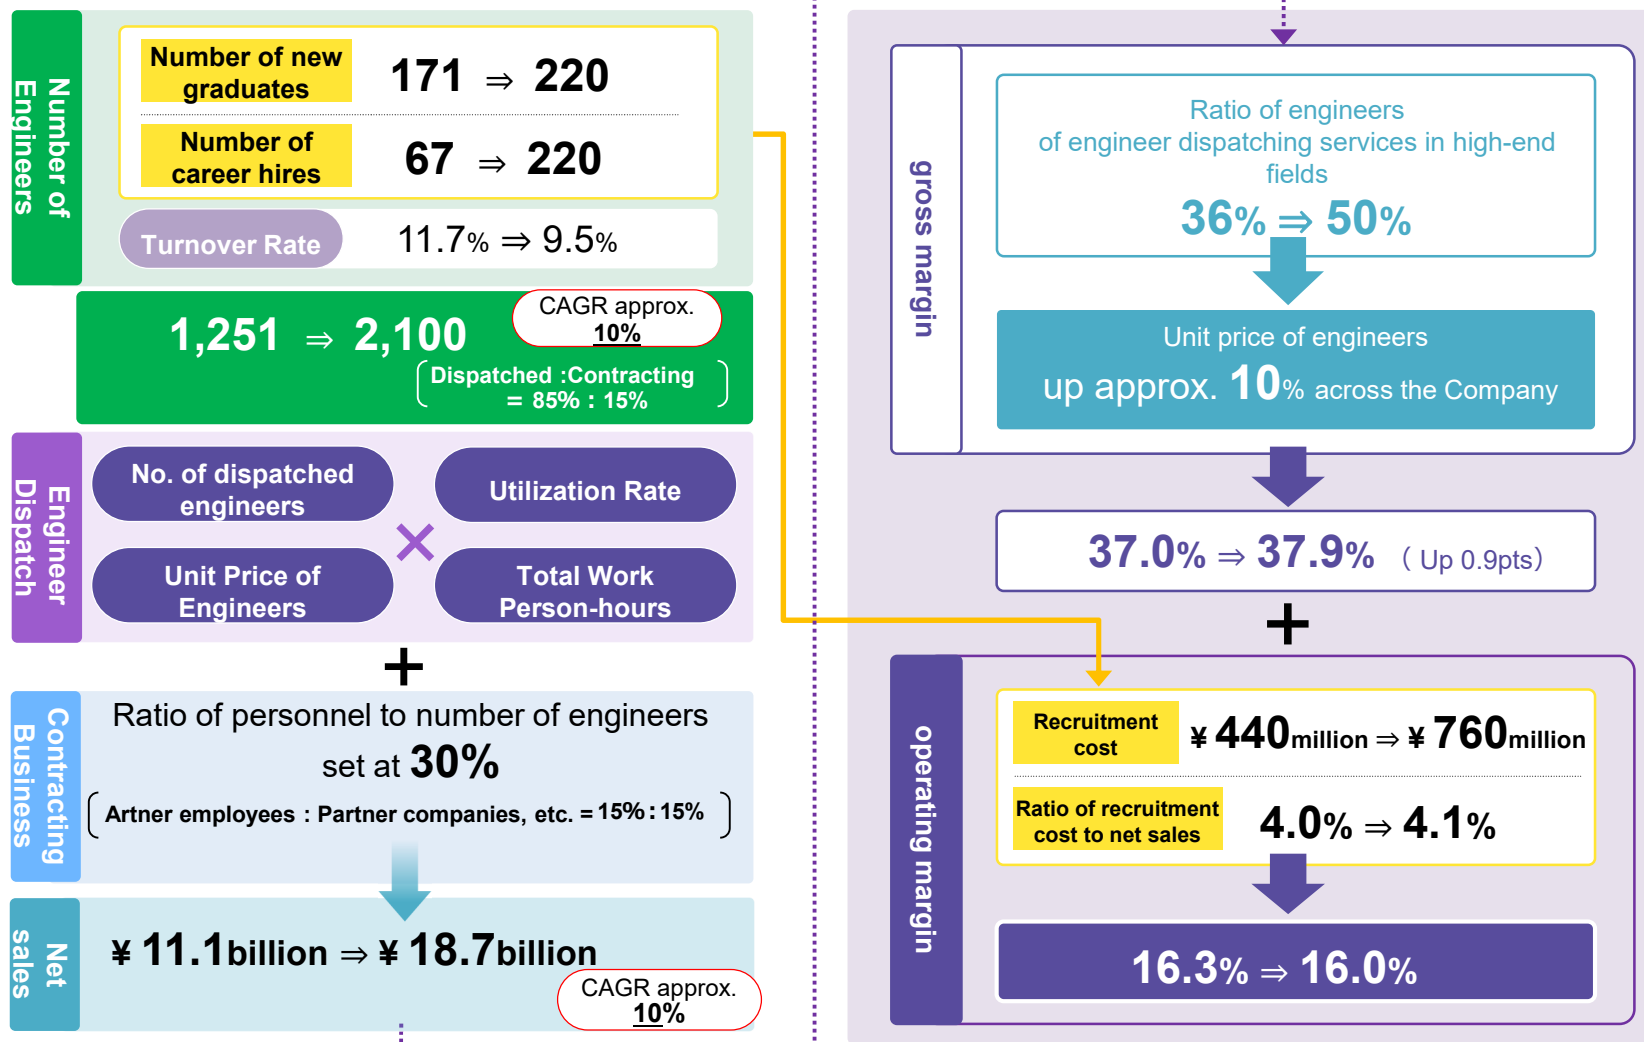 Number of
Engineers
Number of new
graduates
171 ⇒ 220
Number of
career hires
67 ⇒ 220
Turnover Rate
11.7% ⇒ 9.5%
1,251 ⇒ 2,100
CAGR approx.
10%
(Dispatched :Contracting
= 85% : 15%)
Engineer
Dispatch
No. of dispatched
engineers
Utilization Rate
×
Unit Price of
Engineers
Total Work
Person-hours
+
Contracting
Business
Ratio of personnel to number of engineers
set at 30%
(Artner employees : Partner companies, etc. = 15% : 15%)
Net
sales
¥ 11.1billion ⇒ ¥ 18.7billion
CAGR approx.
10%
gross margin
Ratio of engineers
of engineer dispatching services in high-end
fields
36% ⇒ 50%
Unit price of engineers
up approx. 10% across the Company
37.0% ⇒ 37.9% ( Up 0.9pts)
+
operating margin
Recruitment
cost
¥ 440million ⇒ ¥ 760million
Ratio of recruitment
cost to net sales
4.0% ⇒ 4.1%
16.3% ⇒ 16.0%